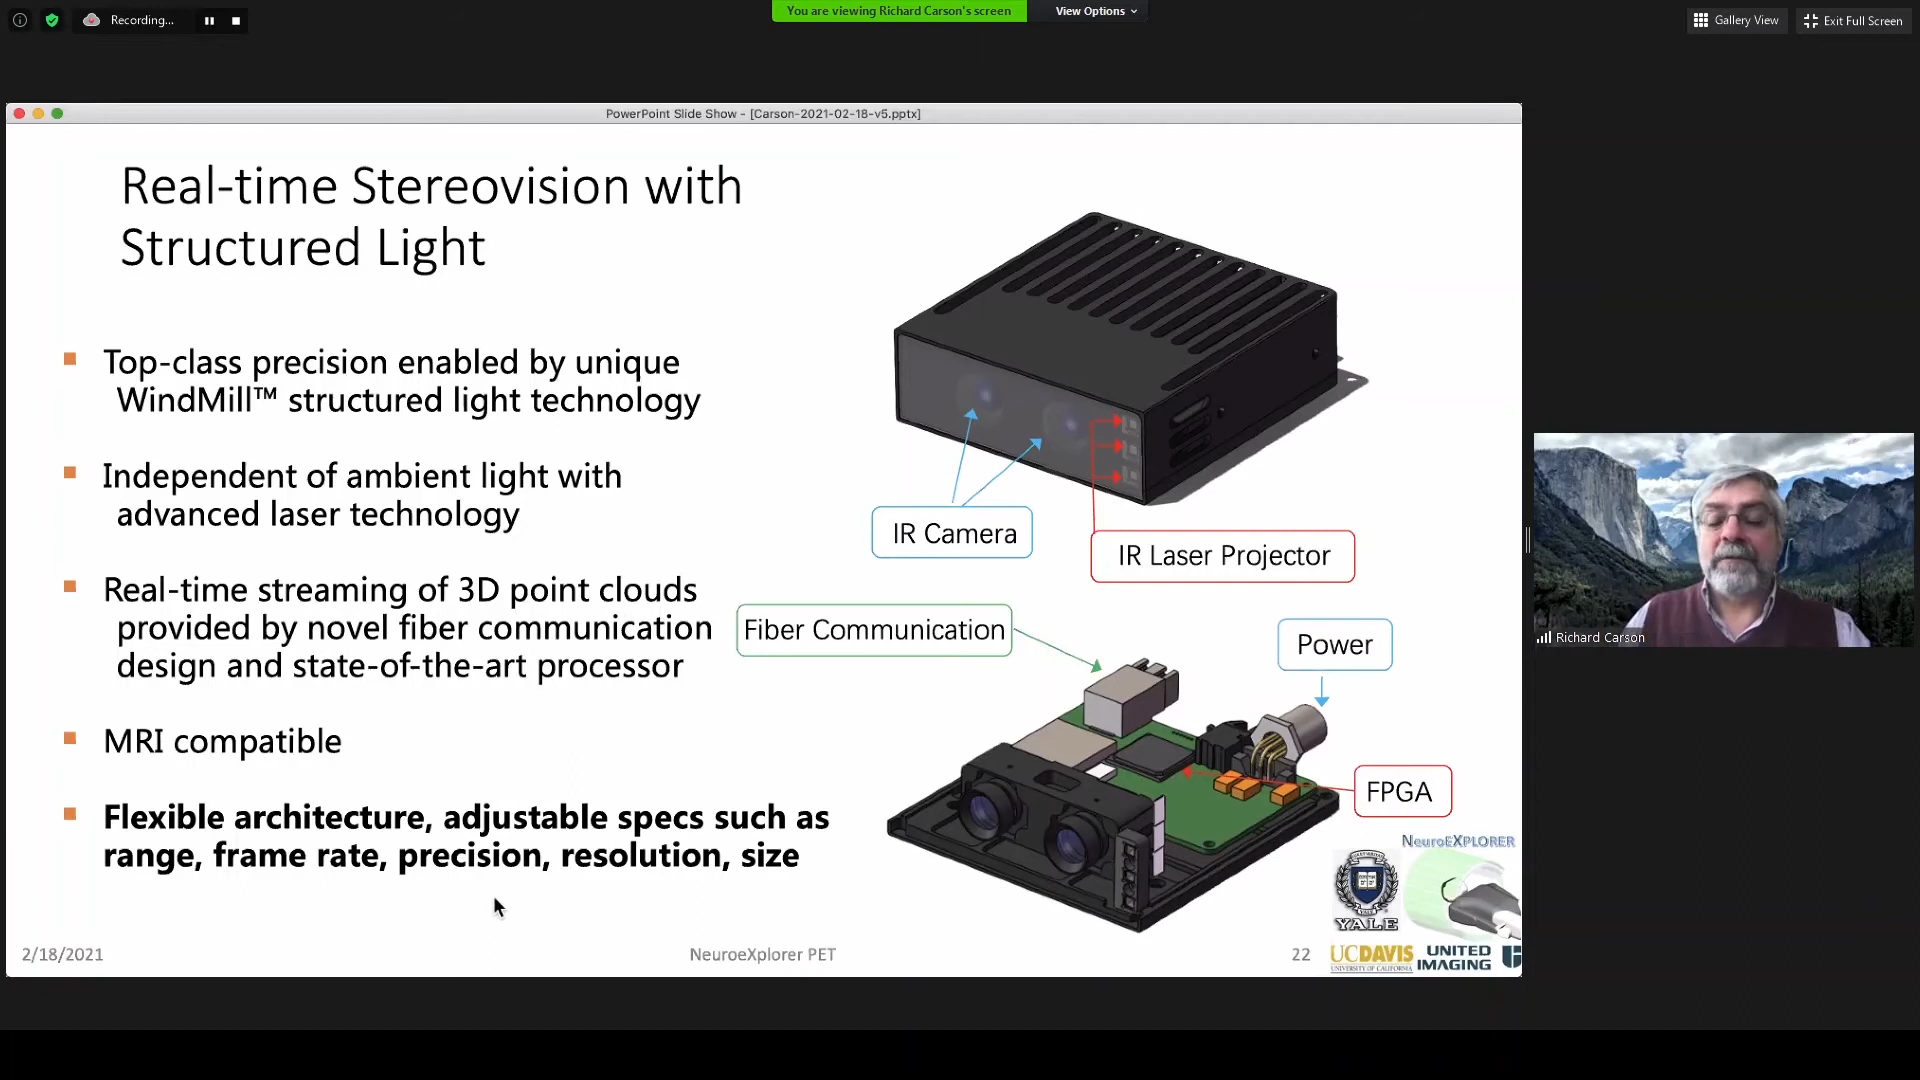 Recording...
You are viewing Richard Carson's screen
View Options
Gallery View
Exit Full Screen
PowerPoint Slide Show - [Carson-2021-02-18-v5.pptx]
Real-time Stereovision with
Structured Light
Top-class precision enabled by unique
WindMill™ structured light technology
Independent of ambient light with
advanced laser technology
Real-time streaming of 3D point clouds
provided by novel fiber communication
design and state-of-the-art processor
MRI compatible
Flexible architecture, adjustable specs such as
range, frame rate, precision, resolution, size
IR Camera
IR Laser Projector
Fiber Communication
Power
FPGA
NeuroEXPLORER
YALE
UCDAVIS
UNIVERSITY OF CALIFORNIA
UNITED
IMAGING
2/18/2021
NeuroeXplorer PET
22
Richard Carson